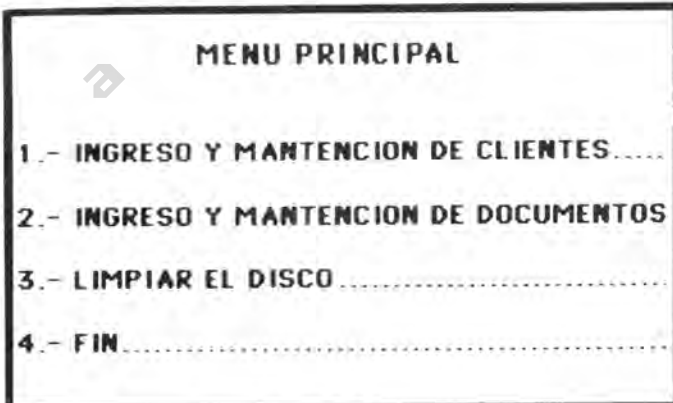 MENU PRINCIPAL
1.- INGRESO Y MANTENCION DE CLIENTES.....
2.- INGRESO Y MANTENCION DE DOCUMENTOS
3.- LIMPIAR EL DISCO..............................
4.- FIN..................................................